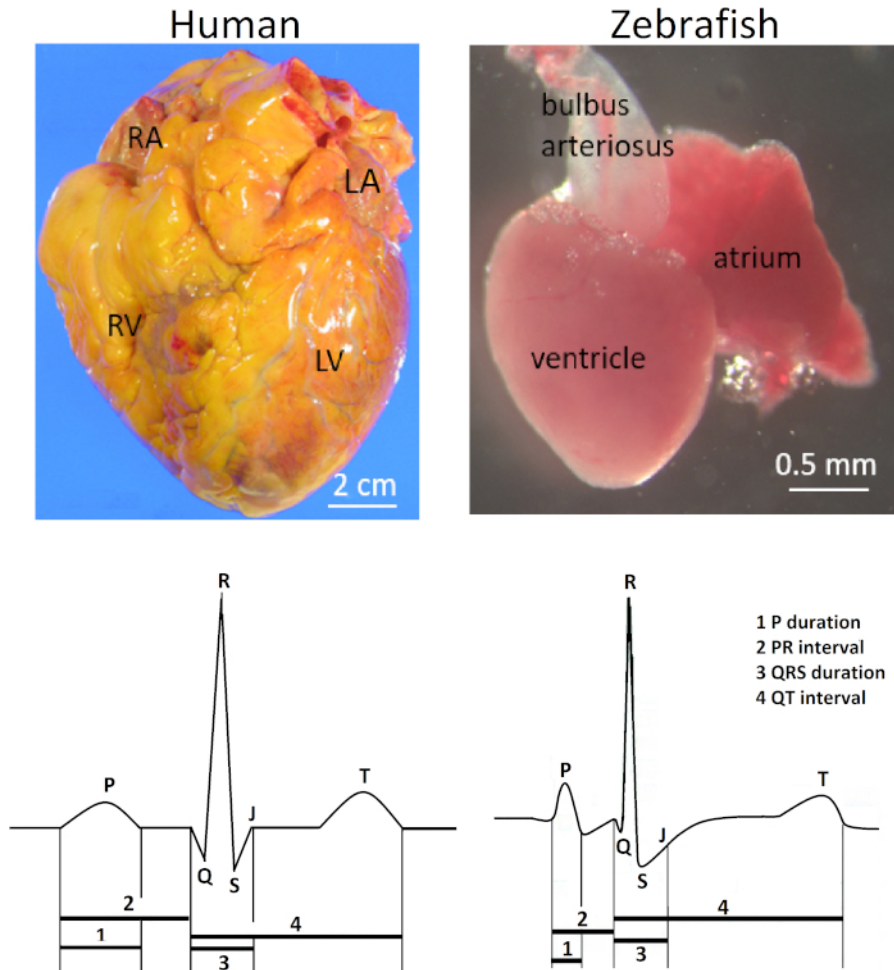 Human
Zebrafish
RA
LA
RV
LV
2 cm
bulbus
arteriosus
atrium
ventricle
0.5 mm
R
P
T
J
Q
S
2
4
1
3
R
1 P duration
2 PR interval
3 QRS duration
4 QT interval
P
T
Q
J
S
2
4
1
3